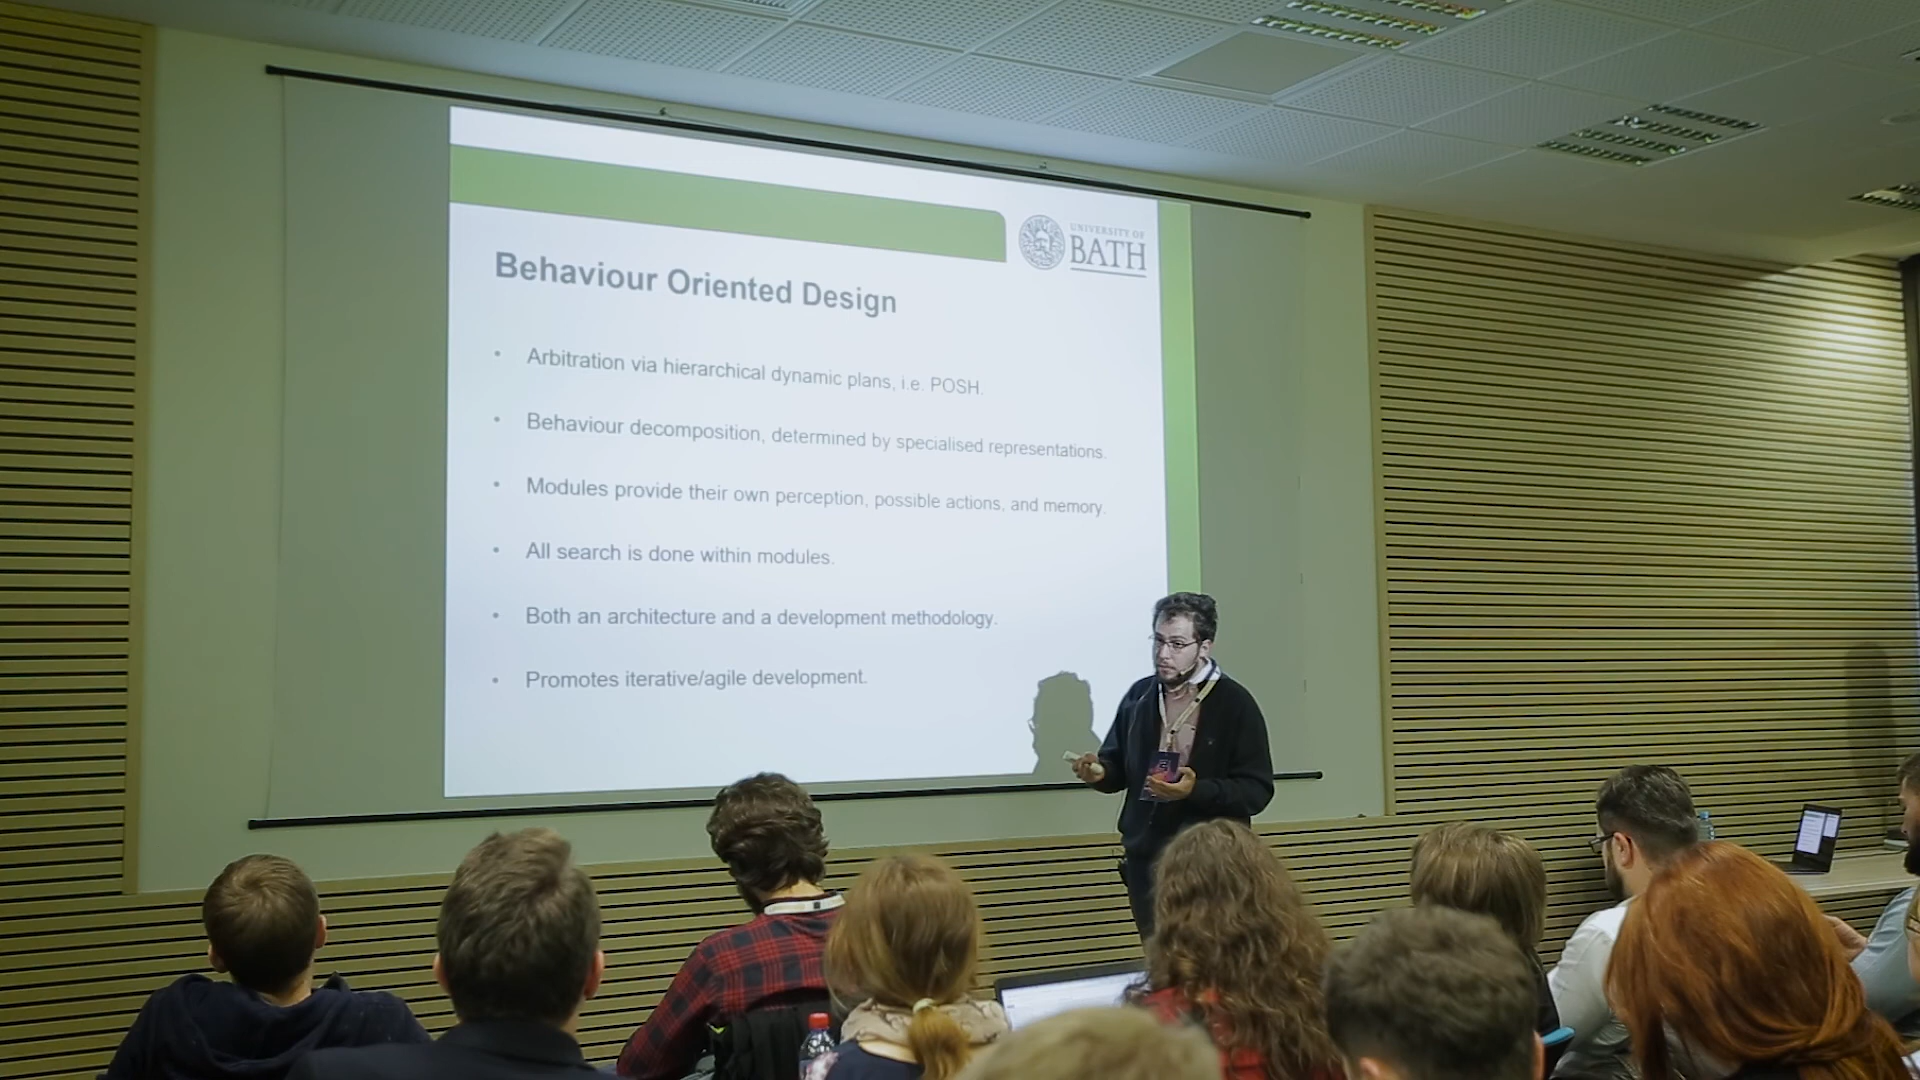 UNIVERSITY OF
BATH
Behaviour Oriented Design
• Arbitration via hierarchical dynamic plans, i.e. POSH.
• Behaviour decomposition, determined by specialised representations.
• Modules provide their own perception, possible actions, and memory.
• All search is done within modules.
• Both an architecture and a development methodology.
• Promotes iterative/agile development.